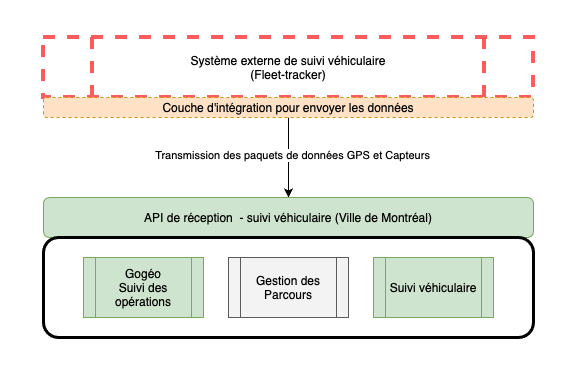 Système externe de suivi véhiculaire
(Fleet-tracker)
Couche d'intégration pour envoyer les données
Transmission des paquets de données GPS et Capteurs
API de réception - suivi véhiculaire (Ville de Montréal)
Gogéo
Suivi des
opérations
Gestion des
Parcours
Suivi véhiculaire